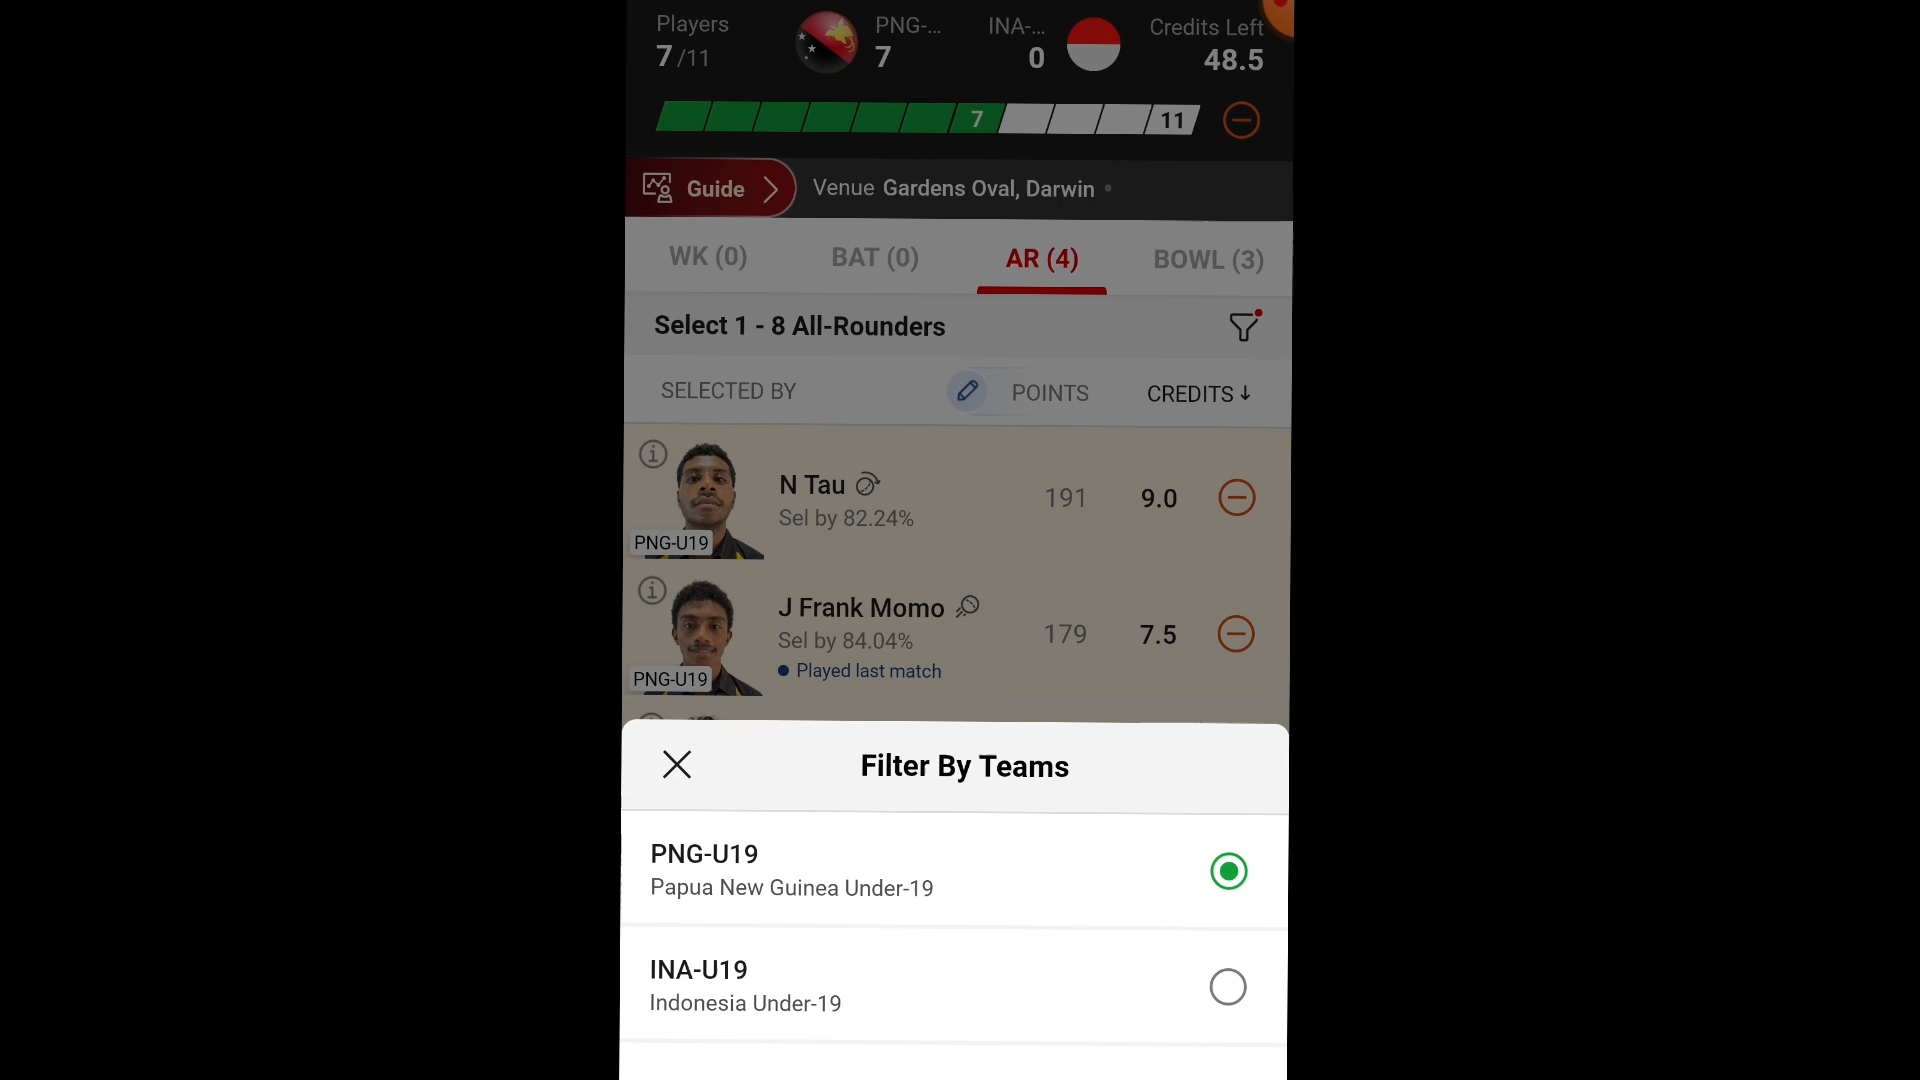 Players
7 /11
PNG-...
7
INA-...
0
Credits Left
48.5
7
11
Guide
Venue Gardens Oval, Darwin
WK (0)
BAT (0)
AR (4)
BOWL (3)
Select 1 - 8 All-Rounders
SELECTED BY
POINTS
CREDITS↓
N Tau
Sel by 82.24%
191
9.0
PNG-U19
J Frank Momo
Sel by 84.04%
Played last match
179
7.5
PNG-U19
Filter By Teams
PNG-U19
Papua New Guinea Under-19
INA-U19
Indonesia Under-19